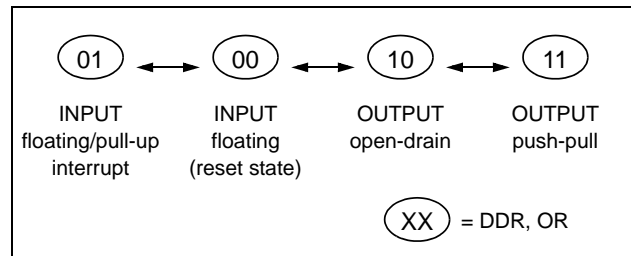 01 00 10 11
INPUT INPUT OUTPUT OUTPUT
floating/pull-up floating open-drain push-pull
interrupt (reset state)
XX = DDR, OR